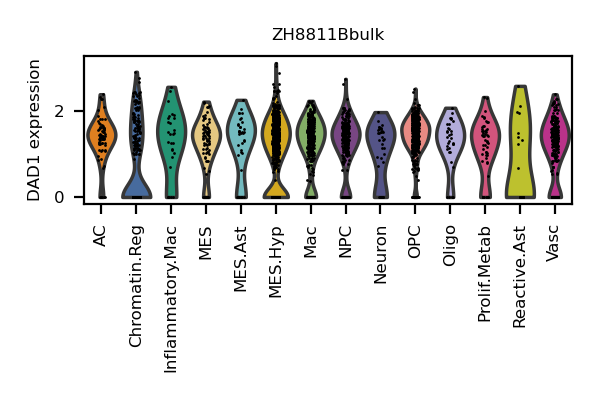 ZH8811Bbulk
DAD1 expression
2
0
AC
Chromatin.Reg
Inflammatory.Mac
MES
MES.Ast
MES.Hyp
Mac
NPC
Neuron
OPC
Oligo
Prolif.Metab
Reactive.Ast
Vasc